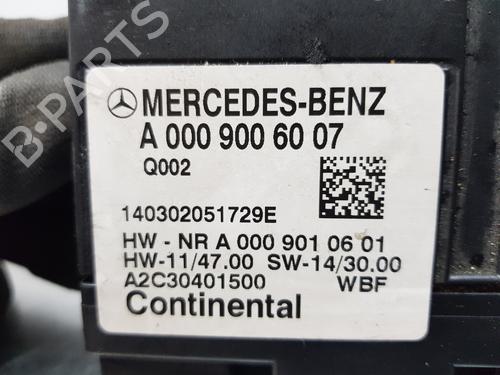 MERCEDES-BENZ
A 000 900 60 07
Q002
140302051729E
HW - NR A 000 901 06 01
HW-11/47.00 SW-14/30.00
A2C30401500 WBF
Continental
B-PARTS